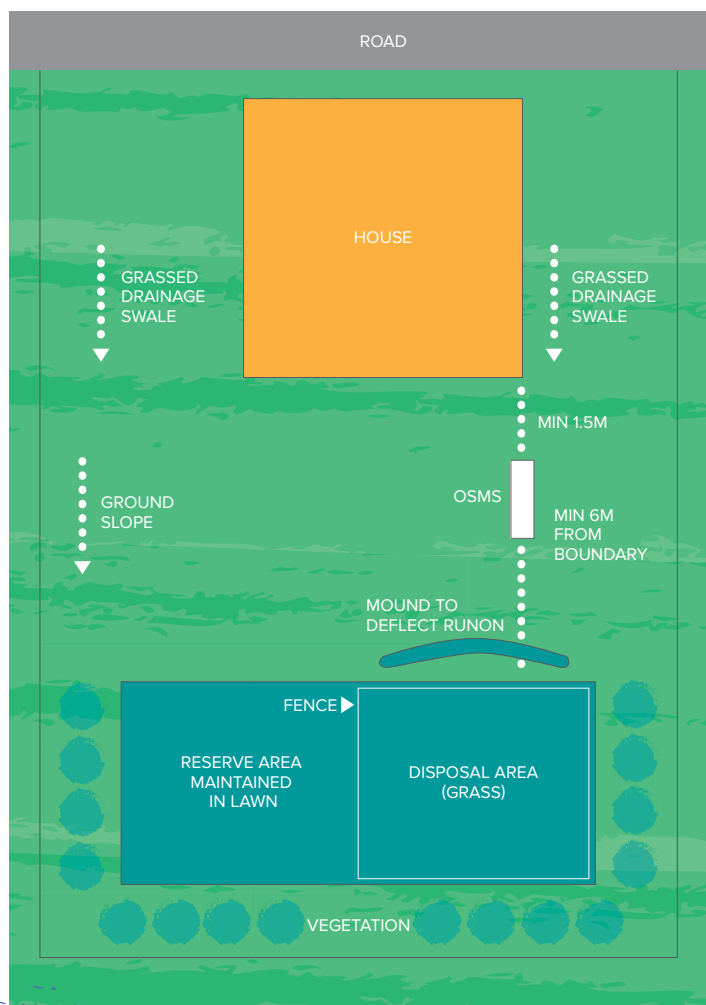 ROAD
HOUSE
GRASSED
DRAINAGE
SWALE
GRASSED
DRAINAGE
SWALE
MIN 1.5M
GROUND
SLOPE
OSMS
MIN 6M
FROM
BOUNDARY
MOUND TO
DEFLECT RUNON
FENCE
RESERVE AREA
MAINTAINED
IN LAWN
DISPOSAL AREA
(GRASS)
VEGETATION